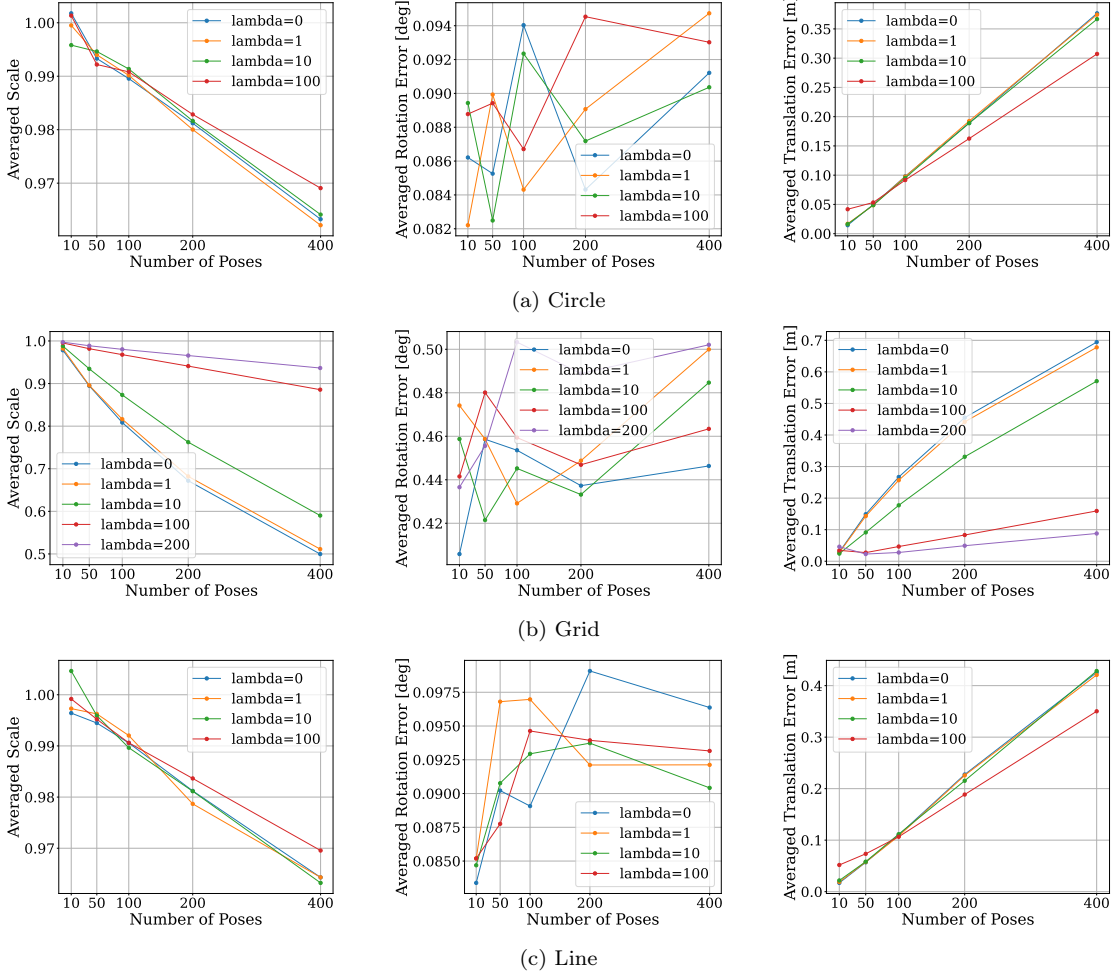 1.00
0.99
0.98
0.97
Averaged Scale
lambda=0
lambda=1
lambda=10
lambda=100
10 50 100 200 400
Number of Poses
0.094
0.092
0.090
0.088
0.086
0.084
0.082
Averaged Rotation Error [deg]
lambda=0
lambda=1
lambda=10
lambda=100
10 50 100 200 400
Number of Poses
0.35
0.30
0.25
0.20
0.15
0.10
0.05
0.00
Averaged Translation Error [m]
lambda=0
lambda=1
lambda=10
lambda=100
10 50 100 200 400
Number of Poses
(a) Circle
1.0
0.9
0.8
0.7
0.6
0.5
Averaged Scale
lambda=0
lambda=1
lambda=10
lambda=100
lambda=200
10 50 100 200 400
Number of Poses
0.50
0.48
0.46
0.44
0.42
Averaged Rotation Error [deg]
lambda=0
lambda=1
lambda=10
lambda=100
lambda=200
10 50 100 200 400
Number of Poses
0.7
0.6
0.5
0.4
0.3
0.2
0.1
0.0
Averaged Translation Error [m]
lambda=0
lambda=1
lambda=10
lambda=100
lambda=200
10 50 100 200 400
Number of Poses
(b) Grid
1.00
0.99
0.98
0.97
Averaged Scale
lambda=0
lambda=1
lambda=10
lambda=100
10 50 100 200 400
Number of Poses
0.0975
0.0950
0.0925
0.0900
0.0875
0.0850
Averaged Rotation Error [deg]
lambda=0
lambda=1
lambda=10
lambda=100
10 50 100 200 400
Number of Poses
0.4
0.3
0.2
0.1
0.0
Averaged Translation Error [m]
lambda=0
lambda=1
lambda=10
lambda=100
10 50 100 200 400
Number of Poses
(c) Line